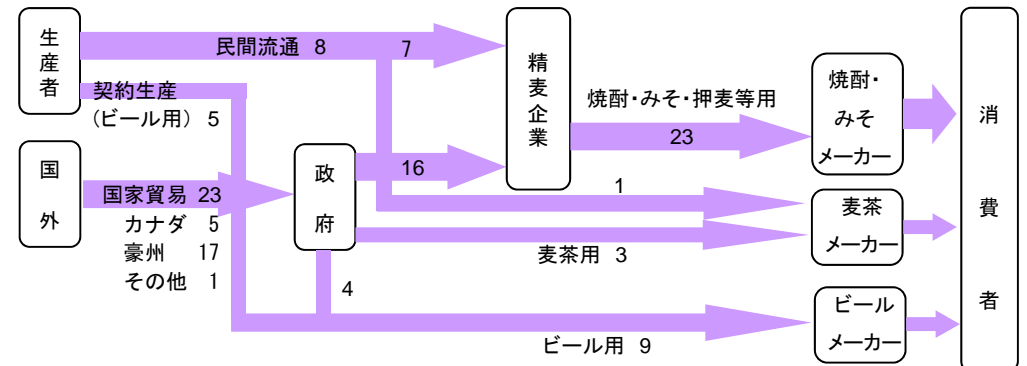 生産者
民間流通 8
7
契約生産
(ビール用) 5
国外
国家貿易 23
カナダ 5
豪州 17
その他 1
政府
16
4
精麦企業
焼酎・みそ・押麦等用
23
1
麦茶用 3
ビール用 9
焼酎・
みそ
メーカー
麦茶
メーカー
ビール
メーカー
消費者